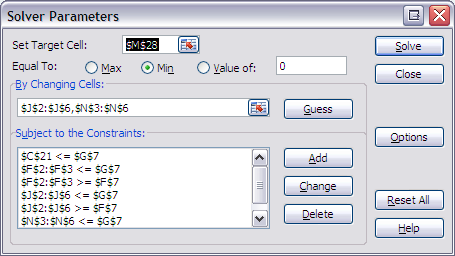 Solver Parameters
Set Target Cell: $M$28
Solve
Equal To: Max Min Value of: 0
Close
By Changing Cells:
$J$2:$J$6,$N$3:$N$6
Guess
Subject to the Constraints:
Options
$C$21 <= $G$7
Add
$F$2:$F$3 <= $G$7
$F$2:$F$3 >= $F$7
Change
$J$2:$J$6 <= $G$7
Reset All
$J$2:$J$6 >= $F$7
Delete
$N$3:$N$6 <= $G$7
Help